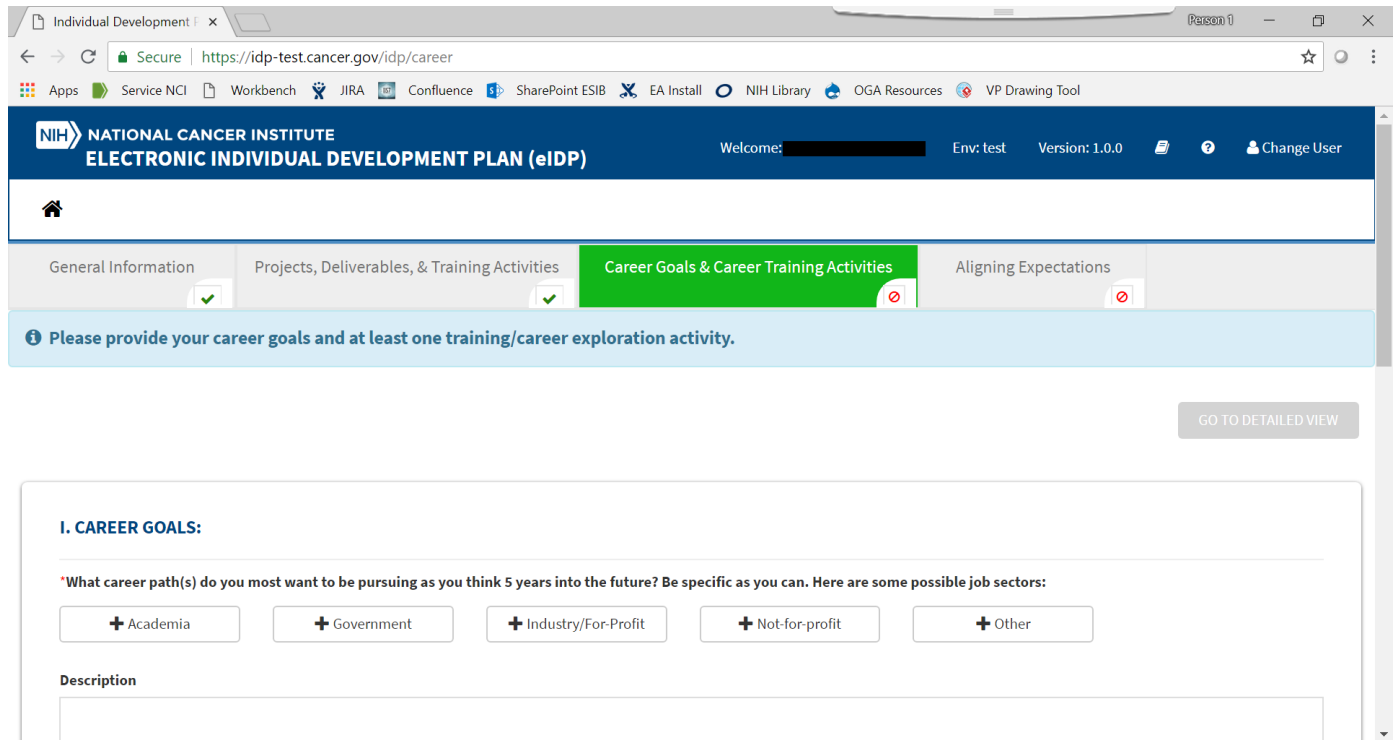 Individual Development P
Person 1
Secure https://idp-test.cancer.gov/idp/career
Apps Service NCI Workbench JIRA Confluence SharePoint ESIB EA Install NIH Library OGA Resources VP Drawing Tool
NIH NATIONAL CANCER INSTITUTE
ELECTRONIC INDIVIDUAL DEVELOPMENT PLAN (eIDP)
Welcome: Env: test Version: 1.0.0 Change User
General Information Projects, Deliverables, & Training Activities Career Goals & Career Training Activities Aligning Expectations
Please provide your career goals and at least one training/career exploration activity.
GO TO DETAILED VIEW
I. CAREER GOALS:
*What career path(s) do you most want to be pursuing as you think 5 years into the future? Be specific as you can. Here are some possible job sectors:
Academia Government Industry/For-Profit Not-for-profit Other
Description